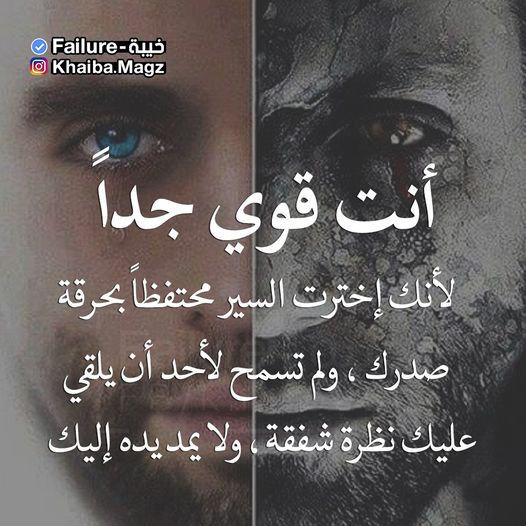 Failure-خيبة
Khaiba.Magz
أنت قوي جداً
لأنك إخترت السير محتفظاً بحرقة
صدرك ، ولم تسمح لأحد أن يلقي
عليك نظرة شفقة ، ولا يمد يده إليك